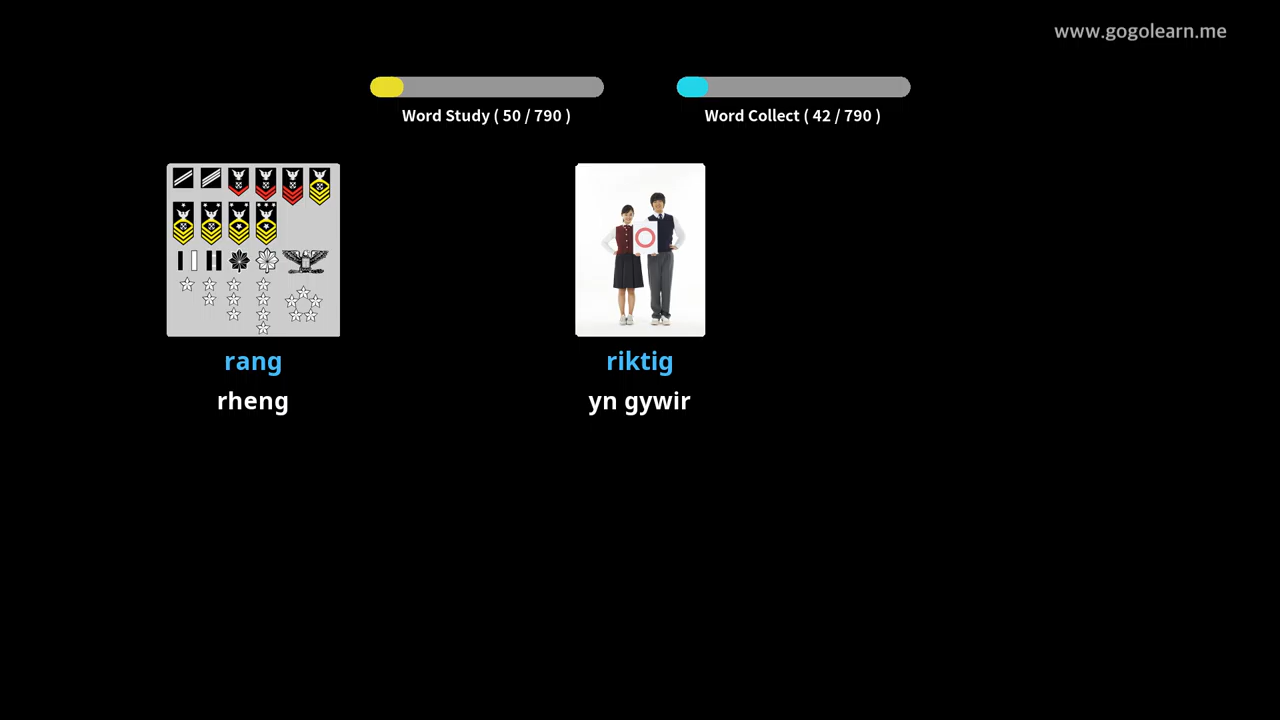 www.gogolearn.me
Word Study ( 50 / 790 )
Word Collect ( 42 / 790 )
rang
rheng
riktig
yn gywir